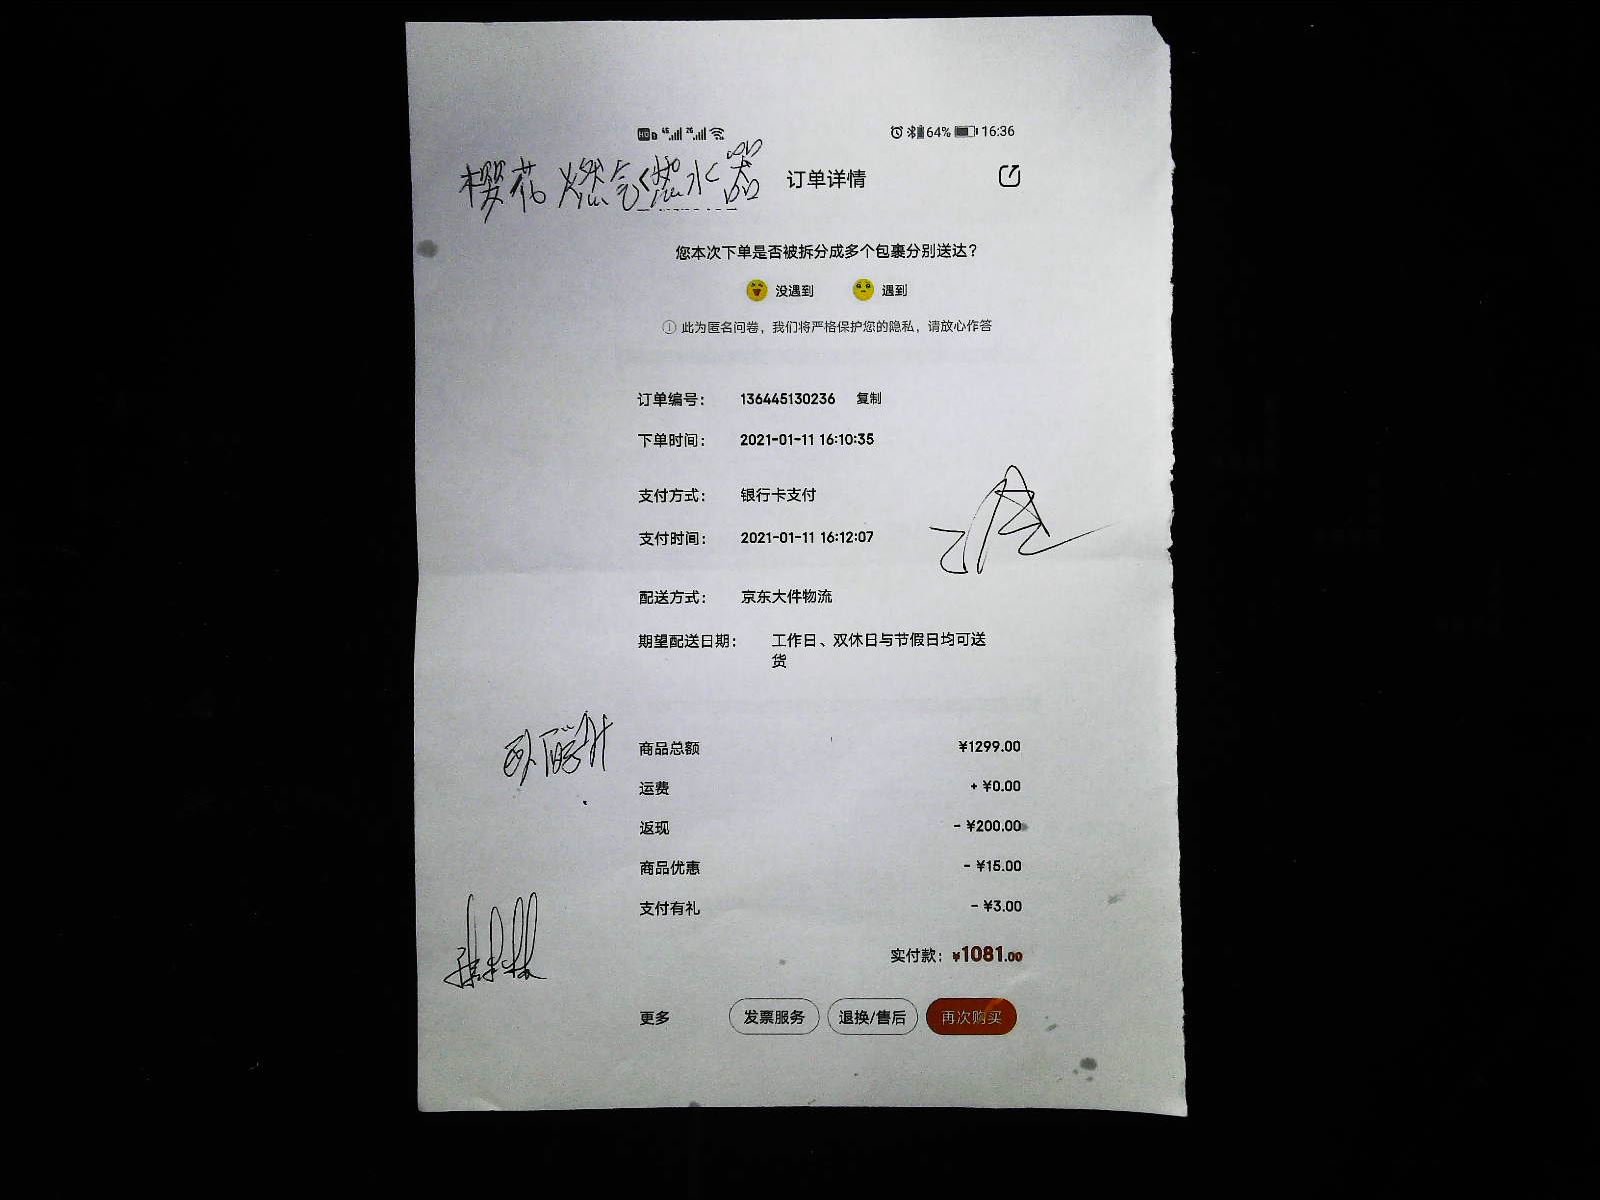 64% 16:36
樱花 燃气热水器
订单详情
您本次下单是否被拆分成多个包裹分别送达？
没遇到 遇到
此为匿名问卷，我们将严格保护您的隐私，请放心作答
订单编号： 136445130236 复制
下单时间： 2021-01-11 16:10:35
支付方式： 银行卡支付
支付时间： 2021-01-11 16:12:07
配送方式： 京东大件物流
期望配送日期： 工作日、双休日与节假日均可送
货
商品总额 ¥1299.00
运费 + ¥0.00
返现 - ¥200.00
商品优惠 - ¥15.00
支付有礼 - ¥3.00
实付款：¥1081.00
更多 发票服务 退换/售后 再次购买